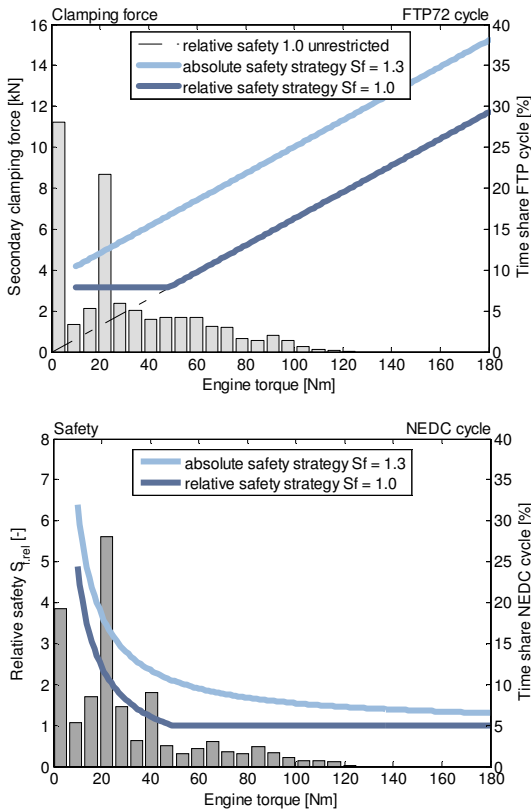 Clamping force FTP72 cycle
relative safety 1.0 unrestricted
absolute safety strategy Sf = 1.3
relative safety strategy Sf = 1.0
Secondary clamping force [kN]
16
14
12
10
8
6
4
2
0
Time share FTP cycle [%]
40
35
30
25
20
15
10
5
0
0 20 40 60 80 100 120 140 160 180
Engine torque [Nm]
Safety NEDC cycle
absolute safety strategy Sf = 1.3
relative safety strategy Sf = 1.0
Relative safety S_f,rel [-]
8
7
6
5
4
3
2
1
0
Time share NEDC cycle [%]
40
35
30
25
20
15
10
5
0
0 20 40 60 80 100 120 140 160 180
Engine torque [Nm]